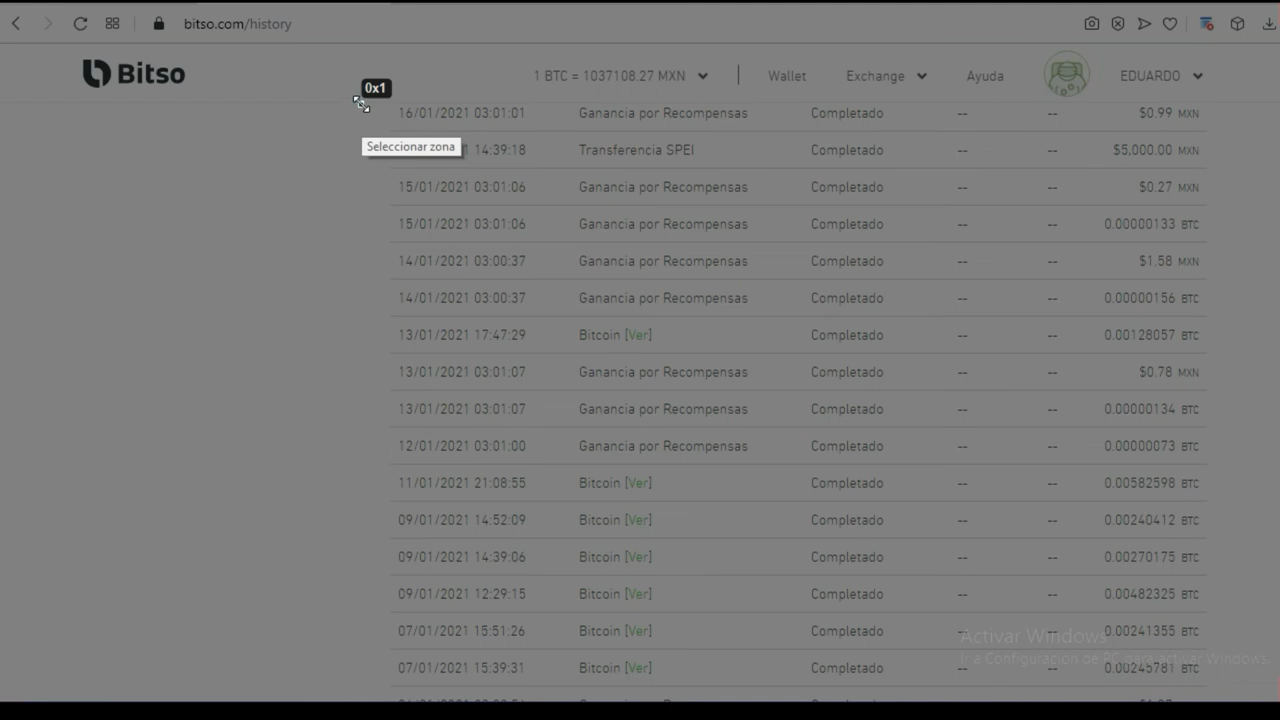 bitso.com/history
Bitso
1 BTC = 1037108.27 MXN
Wallet
Exchange
Ayuda
EDUARDO
0x1
Seleccionar zona
16/01/2021 03:01:01 Ganancia por Recompensas Completado -- -- $0.99 MXN
1 14:39:18 Transferencia SPEI Completado -- -- $5,000.00 MXN
15/01/2021 03:01:06 Ganancia por Recompensas Completado -- -- $0.27 MXN
15/01/2021 03:01:06 Ganancia por Recompensas Completado -- -- 0.00000133 BTC
14/01/2021 03:00:37 Ganancia por Recompensas Completado -- -- $1.58 MXN
14/01/2021 03:00:37 Ganancia por Recompensas Completado -- -- 0.00000156 BTC
13/01/2021 17:47:29 Bitcoin [Ver] Completado -- -- 0.00128057 BTC
13/01/2021 03:01:07 Ganancia por Recompensas Completado -- -- $0.78 MXN
13/01/2021 03:01:07 Ganancia por Recompensas Completado -- -- 0.00000134 BTC
12/01/2021 03:01:00 Ganancia por Recompensas Completado -- -- 0.00000073 BTC
11/01/2021 21:08:55 Bitcoin [Ver] Completado -- -- 0.00582598 BTC
09/01/2021 14:52:09 Bitcoin [Ver] Completado -- -- 0.00240412 BTC
09/01/2021 14:39:06 Bitcoin [Ver] Completado -- -- 0.00270175 BTC
09/01/2021 12:29:15 Bitcoin [Ver] Completado -- -- 0.00482325 BTC
07/01/2021 15:51:26 Bitcoin [Ver] Completado -- -- 0.00241355 BTC
07/01/2021 15:39:31 Bitcoin [Ver] Completado -- -- 0.00245781 BTC
Activar Windows
Ir a Configuración de PC para activar Windows.